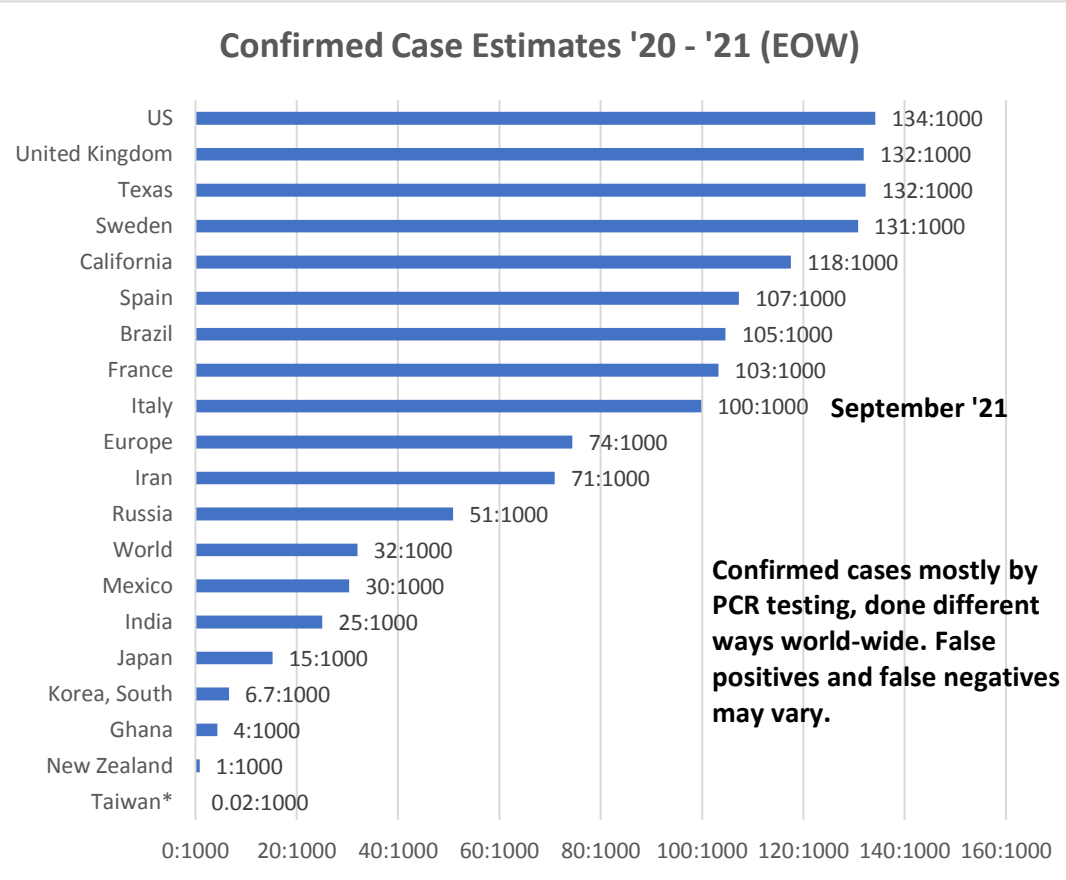 Confirmed Case Estimates '20 - '21 (EOW)
US 134:1000
United Kingdom 132:1000
Texas 132:1000
Sweden 131:1000
California 118:1000
Spain 107:1000
Brazil 105:1000
France 103:1000
Italy 100:1000 September '21
Europe 74:1000
Iran 71:1000
Russia 51:1000
World 32:1000
Mexico 30:1000
India 25:1000
Japan 15:1000
Korea, South 6.7:1000
Ghana 4:1000
New Zealand 1:1000
Taiwan* 0.02:1000
Confirmed cases mostly by
PCR testing, done different
ways world-wide. False
positives and false negatives
may vary.
0:1000 20:1000 40:1000 60:1000 80:1000 100:1000 120:1000 140:1000 160:1000